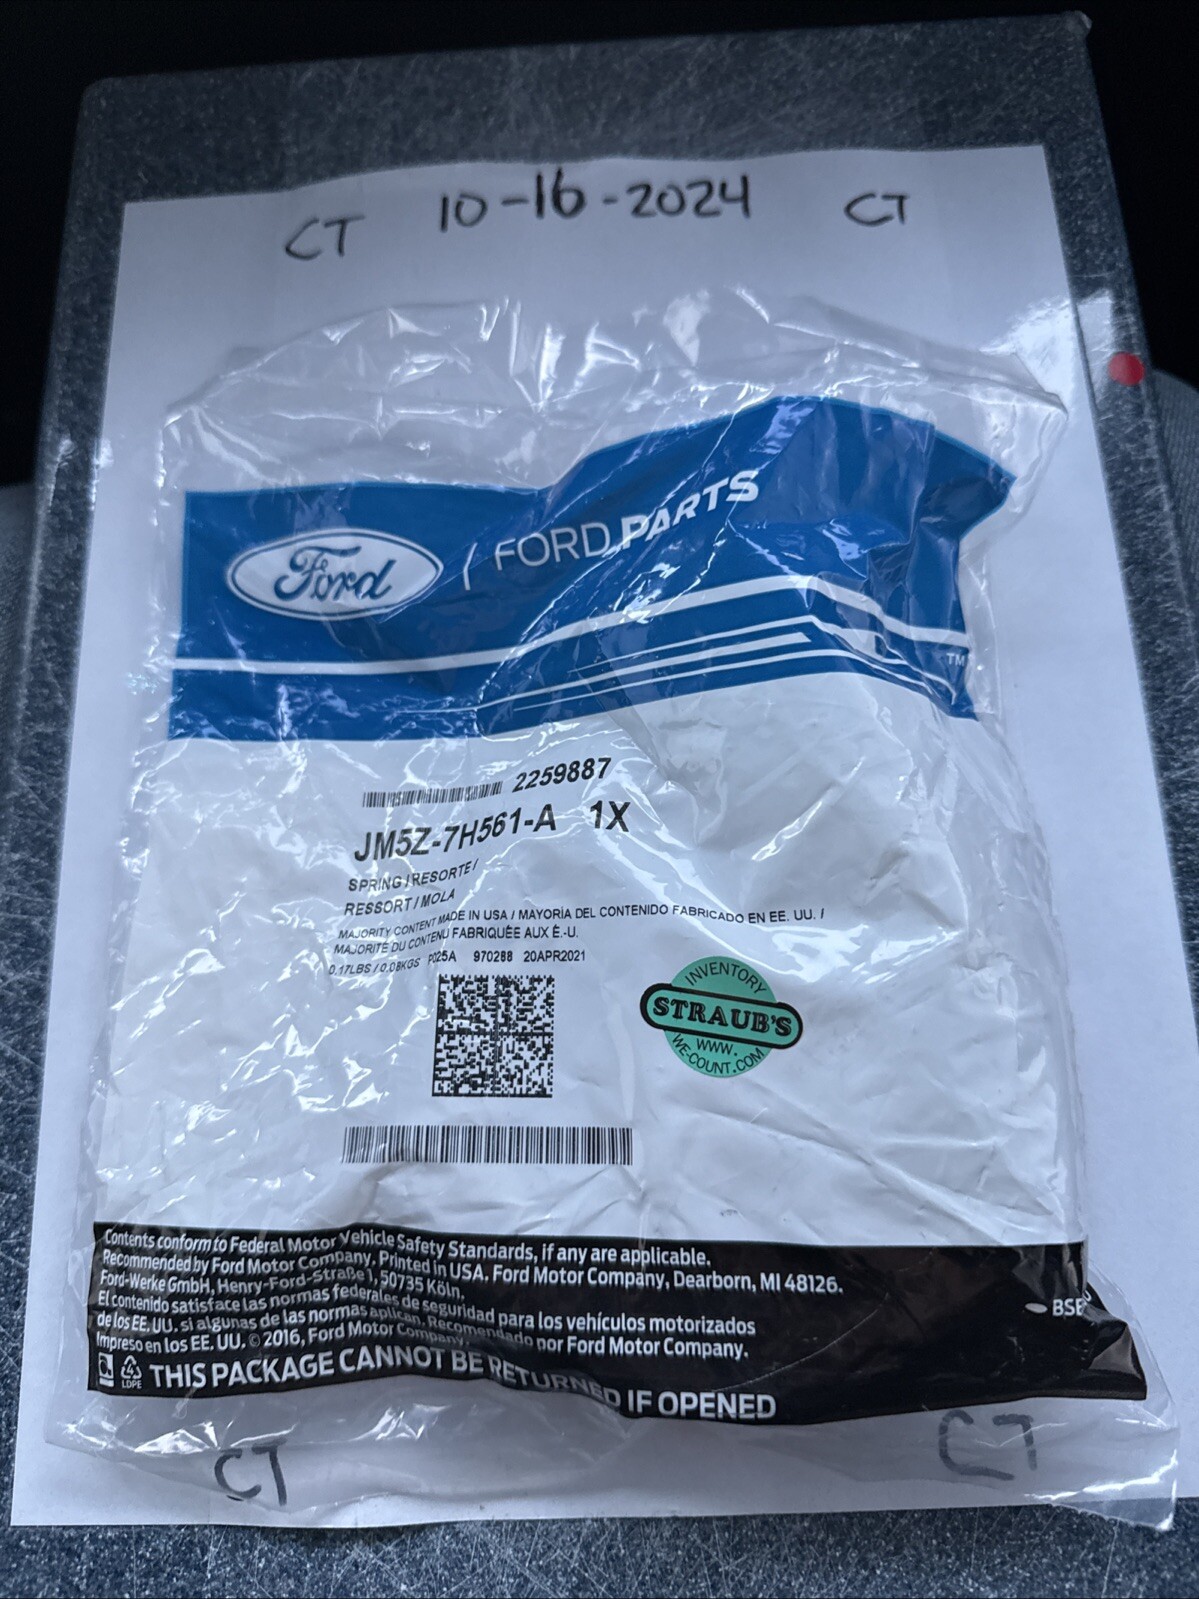 CT 10-16-2024 CT
Ford / FORD PARTS
TM
2259887
JM5Z-7H561-A 1X
SPRING / RESORTE /
RESSORT / MOLA
MAJORITY CONTENT MADE IN USA / MAYORÍA DEL CONTENIDO FABRICADO EN EE. UU. /
MAJORITÉ DU CONTENU FABRIQUÉE AUX É.-U.
0.17LBS / 0.08KGS P025A 970288 20APR2021
INVENTORY
STRAUB'S
WWW.
WE-COUNT.COM
Contents conform to Federal Motor Vehicle Safety Standards, if any are applicable.
Recommended by Ford Motor Company. Printed in USA. Ford Motor Company, Dearborn, MI 48126.
Ford-Werke GmbH, Henry-Ford-Straße 1, 50735 Köln.
El contenido satisface las normas federales de seguridad para los vehículos motorizados
de los EE. UU. si algunas de las normas aplican. Recomendado por Ford Motor Company.
Impreso en los EE. UU. © 2016, Ford Motor Company.
LDPE THIS PACKAGE CANNOT BE RETURNED IF OPENED
CT CT